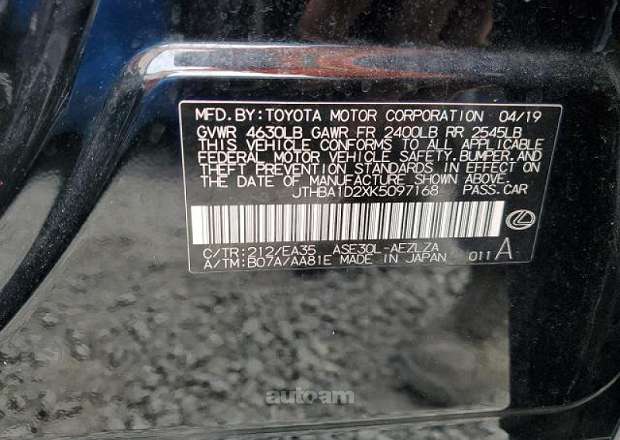 MFD.BY:TOYOTA MOTOR CORPORATION 04/19
GVWR 4630LB GAWR FR 2400LB RR 2545LB
THIS VEHICLE CONFORMS TO ALL APPLICABLE
FEDERAL MOTOR VEHICLE SAFETY,BUMPER,AND
THEFT PREVENTION STANDARDS IN EFFECT ON
THE DATE OF MANUFACTURE SHOWN ABOVE.
JTHBA1D2XK5097168 PASS.CAR
C/TR:212/EA35 ASE30L-AEZLZA
A/TM:B07A/AA81E MADE IN JAPAN 011 A
auto.am